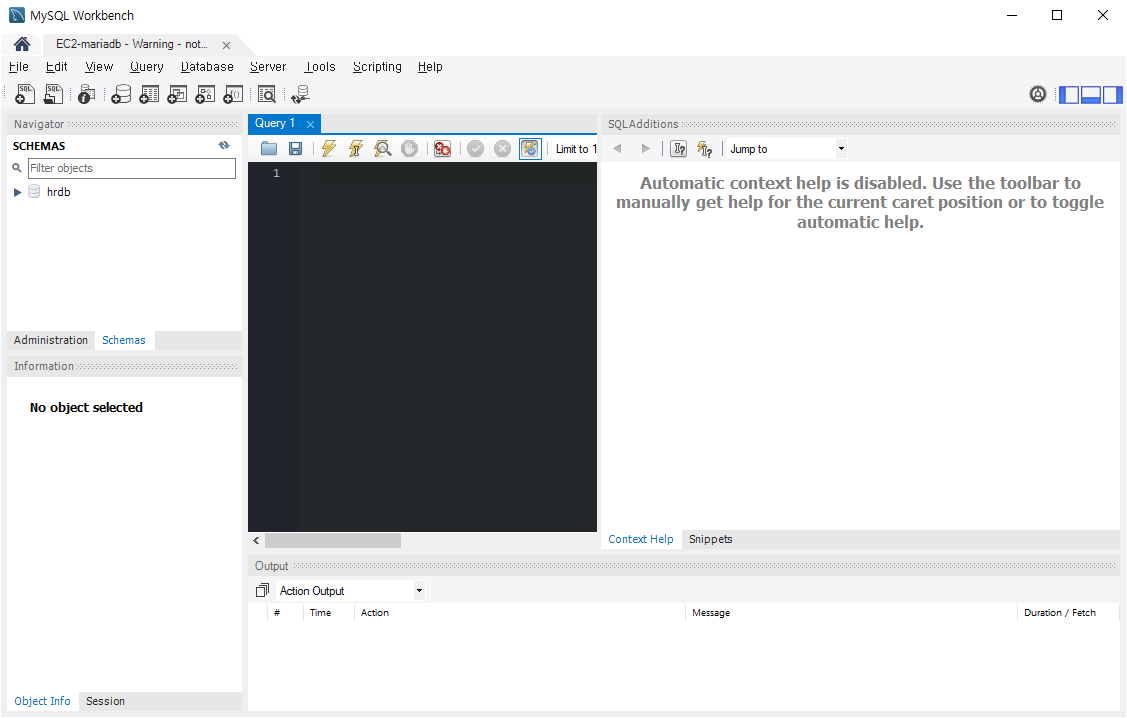 MySQL Workbench
EC2-mariadb - Warning - not...
File Edit View Query Database Server Tools Scripting Help
Navigator
SCHEMAS
Filter objects
hrdb
Administration Schemas
Information
No object selected
Object Info Session
Query 1
Limit to 1
1
SQLAdditions
Jump to
Automatic context help is disabled. Use the toolbar to
manually get help for the current caret position or to toggle
automatic help.
Context Help Snippets
Output
Action Output
# Time Action Message Duration / Fetch